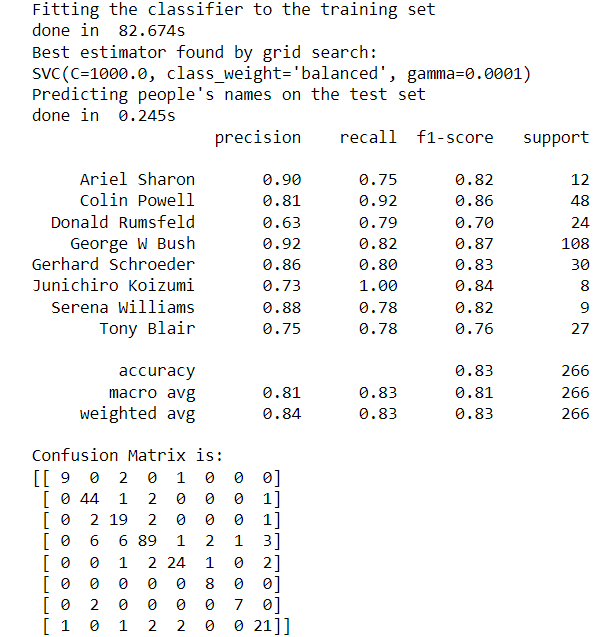 Fitting the classifier to the training set
done in  82.674s
Best estimator found by grid search:
SVC(C=1000.0, class_weight='balanced', gamma=0.0001)
Predicting people's names on the test set
done in  0.245s
                   precision    recall  f1-score   support

     Ariel Sharon       0.90      0.75      0.82        12
     Colin Powell       0.81      0.92      0.86        48
  Donald Rumsfeld       0.63      0.79      0.70        24
    George W Bush       0.92      0.82      0.87       108
Gerhard Schroeder       0.86      0.80      0.83        30
Junichiro Koizumi       0.73      1.00      0.84         8
  Serena Williams       0.88      0.78      0.82         9
       Tony Blair       0.75      0.78      0.76        27

         accuracy                           0.83       266
        macro avg       0.81      0.83      0.81       266
     weighted avg       0.84      0.83      0.83       266

Confusion Matrix is:
[[ 9  0  2  0  1  0  0  0]
 [ 0 44  1  2  0  0  0  1]
 [ 0  2 19  2  0  0  0  1]
 [ 0  6  6 89  1  2  1  3]
 [ 0  0  1  2 24  1  0  2]
 [ 0  0  0  0  0  8  0  0]
 [ 0  2  0  0  0  0  7  0]
 [ 1  0  1  2  2  0  0 21]]